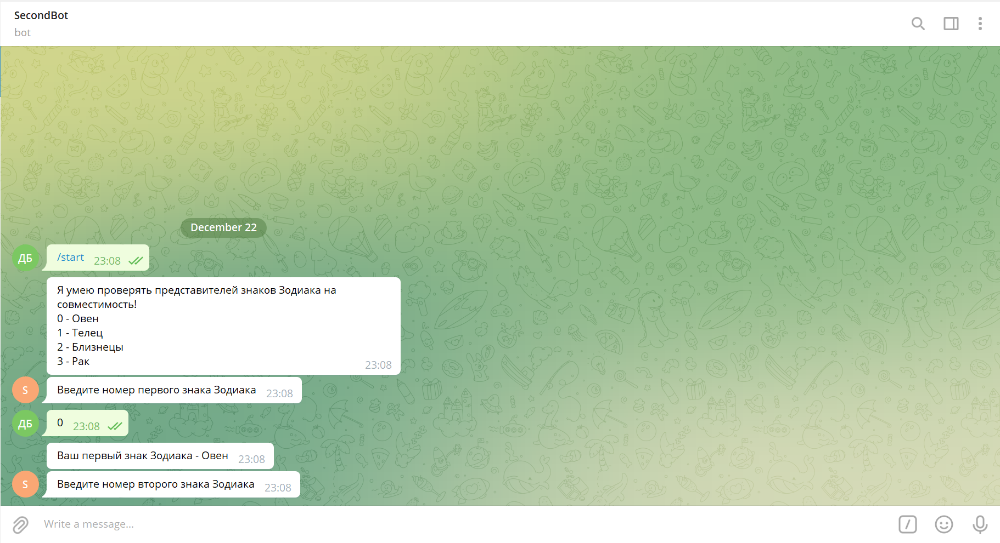 SecondBot
bot
December 22
ДБ
/start 23:08
Я умею проверять представителей знаков Зодиака на
совместимость!
0 - Овен
1 - Телец
2 - Близнецы
3 - Рак
23:08
S
Введите номер первого знака Зодиака 23:08
ДБ
0 23:08
Ваш первый знак Зодиака - Овен 23:08
S
Введите номер второго знака Зодиака 23:08
Write a message...